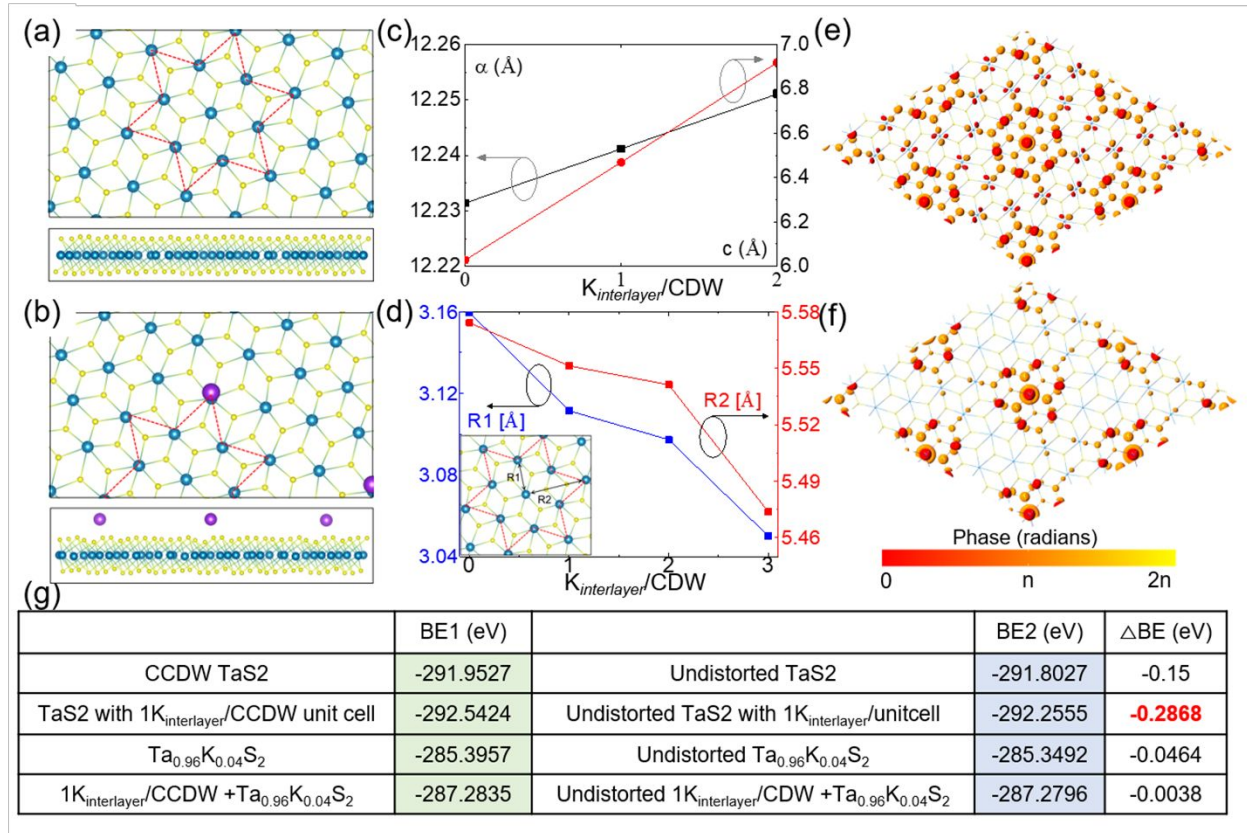 (a)
(c)
12.26
12.25
12.24
12.23
12.22
α (Å)
7.0
6.8
6.6
6.4
6.2
6.0
c (Å)
0
1
2
K_interlayer/CDW
(e)
(b)
(d)
3.16
3.12
3.08
3.04
R1 [Å]
R2 [Å]
5.58
5.55
5.52
5.49
5.46
R1
R2
0
1
2
3
K_interlayer/CDW
(f)
Phase (radians)
0 n 2n
(g)
BE1 (eV) BE2 (eV) △BE (eV)
CCDW TaS2 -291.9527 Undistorted TaS2 -291.8027 -0.15
TaS2 with 1K_interlayer/CCDW unit cell -292.5424 Undistorted TaS2 with 1K_interlayer/unitcell -292.2555 -0.2868
Ta₀.₉₆K₀.₀₄S₂ -285.3957 Undistorted Ta₀.₉₆K₀.₀₄S₂ -285.3492 -0.0464
1K_interlayer/CCDW +Ta₀.₉₆K₀.₀₄S₂ -287.2835 Undistorted 1K_interlayer/CDW +Ta₀.₉₆K₀.₀₄S₂ -287.2796 -0.0038